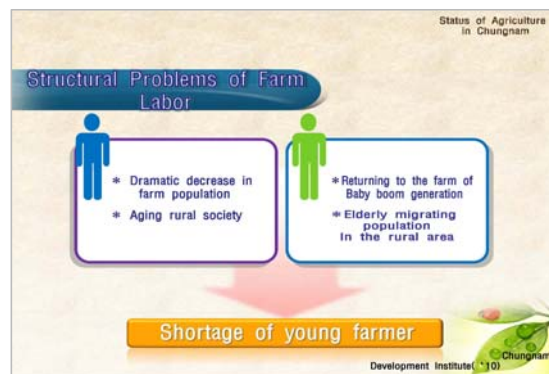 Status of Agriculture
in Chungnam
Structural Problems of Farm
Labor
* Dramatic decrease in
farm population
* Aging rural society
*Returning to the farm of
Baby boom generation
*Elderly migrating
population
In the rural area
Shortage of young farmer
Chungnam
Development Institute( '10)